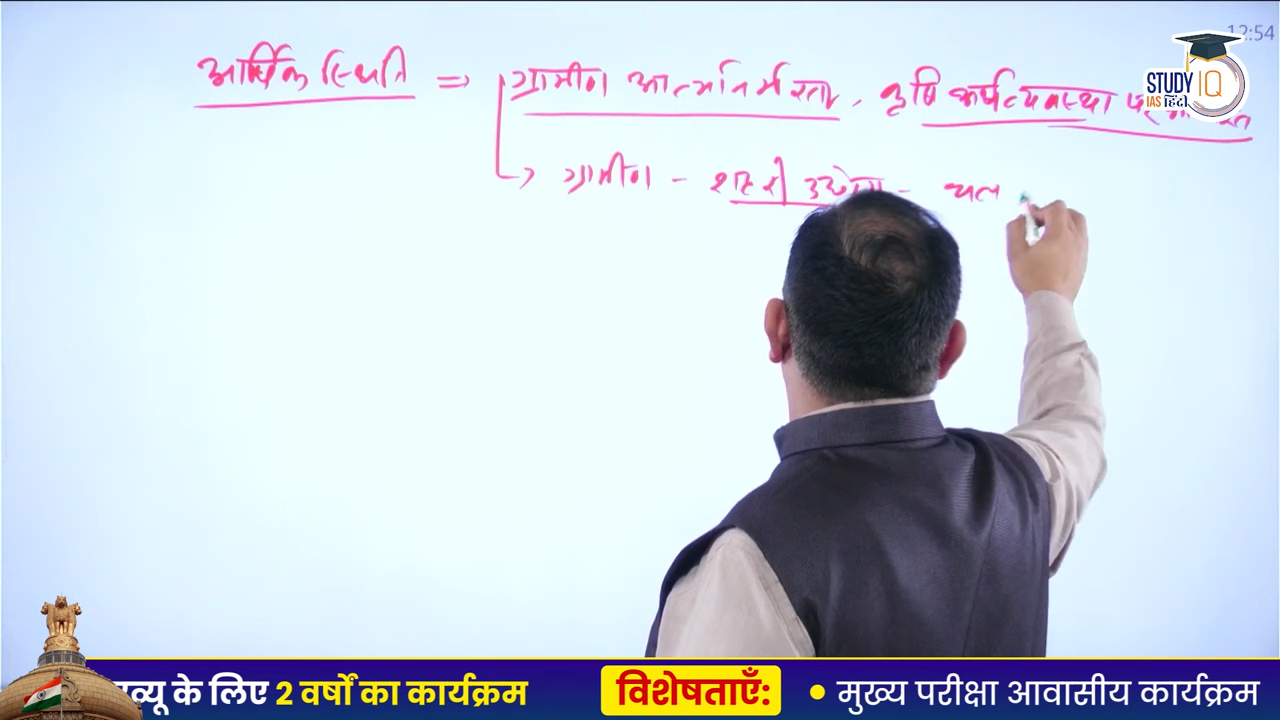 12:54
STUDY IQ
IAS हिंदी
आर्थिक स्थिति ⇒ ग्रामीण आत्मनिर्भरता, कृषि अर्थव्यवस्था पर
→ ग्रामीण - शहरी उद्योग -
व्यू के लिए 2 वर्षों का कार्यक्रम विशेषताएँ: • मुख्य परीक्षा आवासीय कार्यक्रम